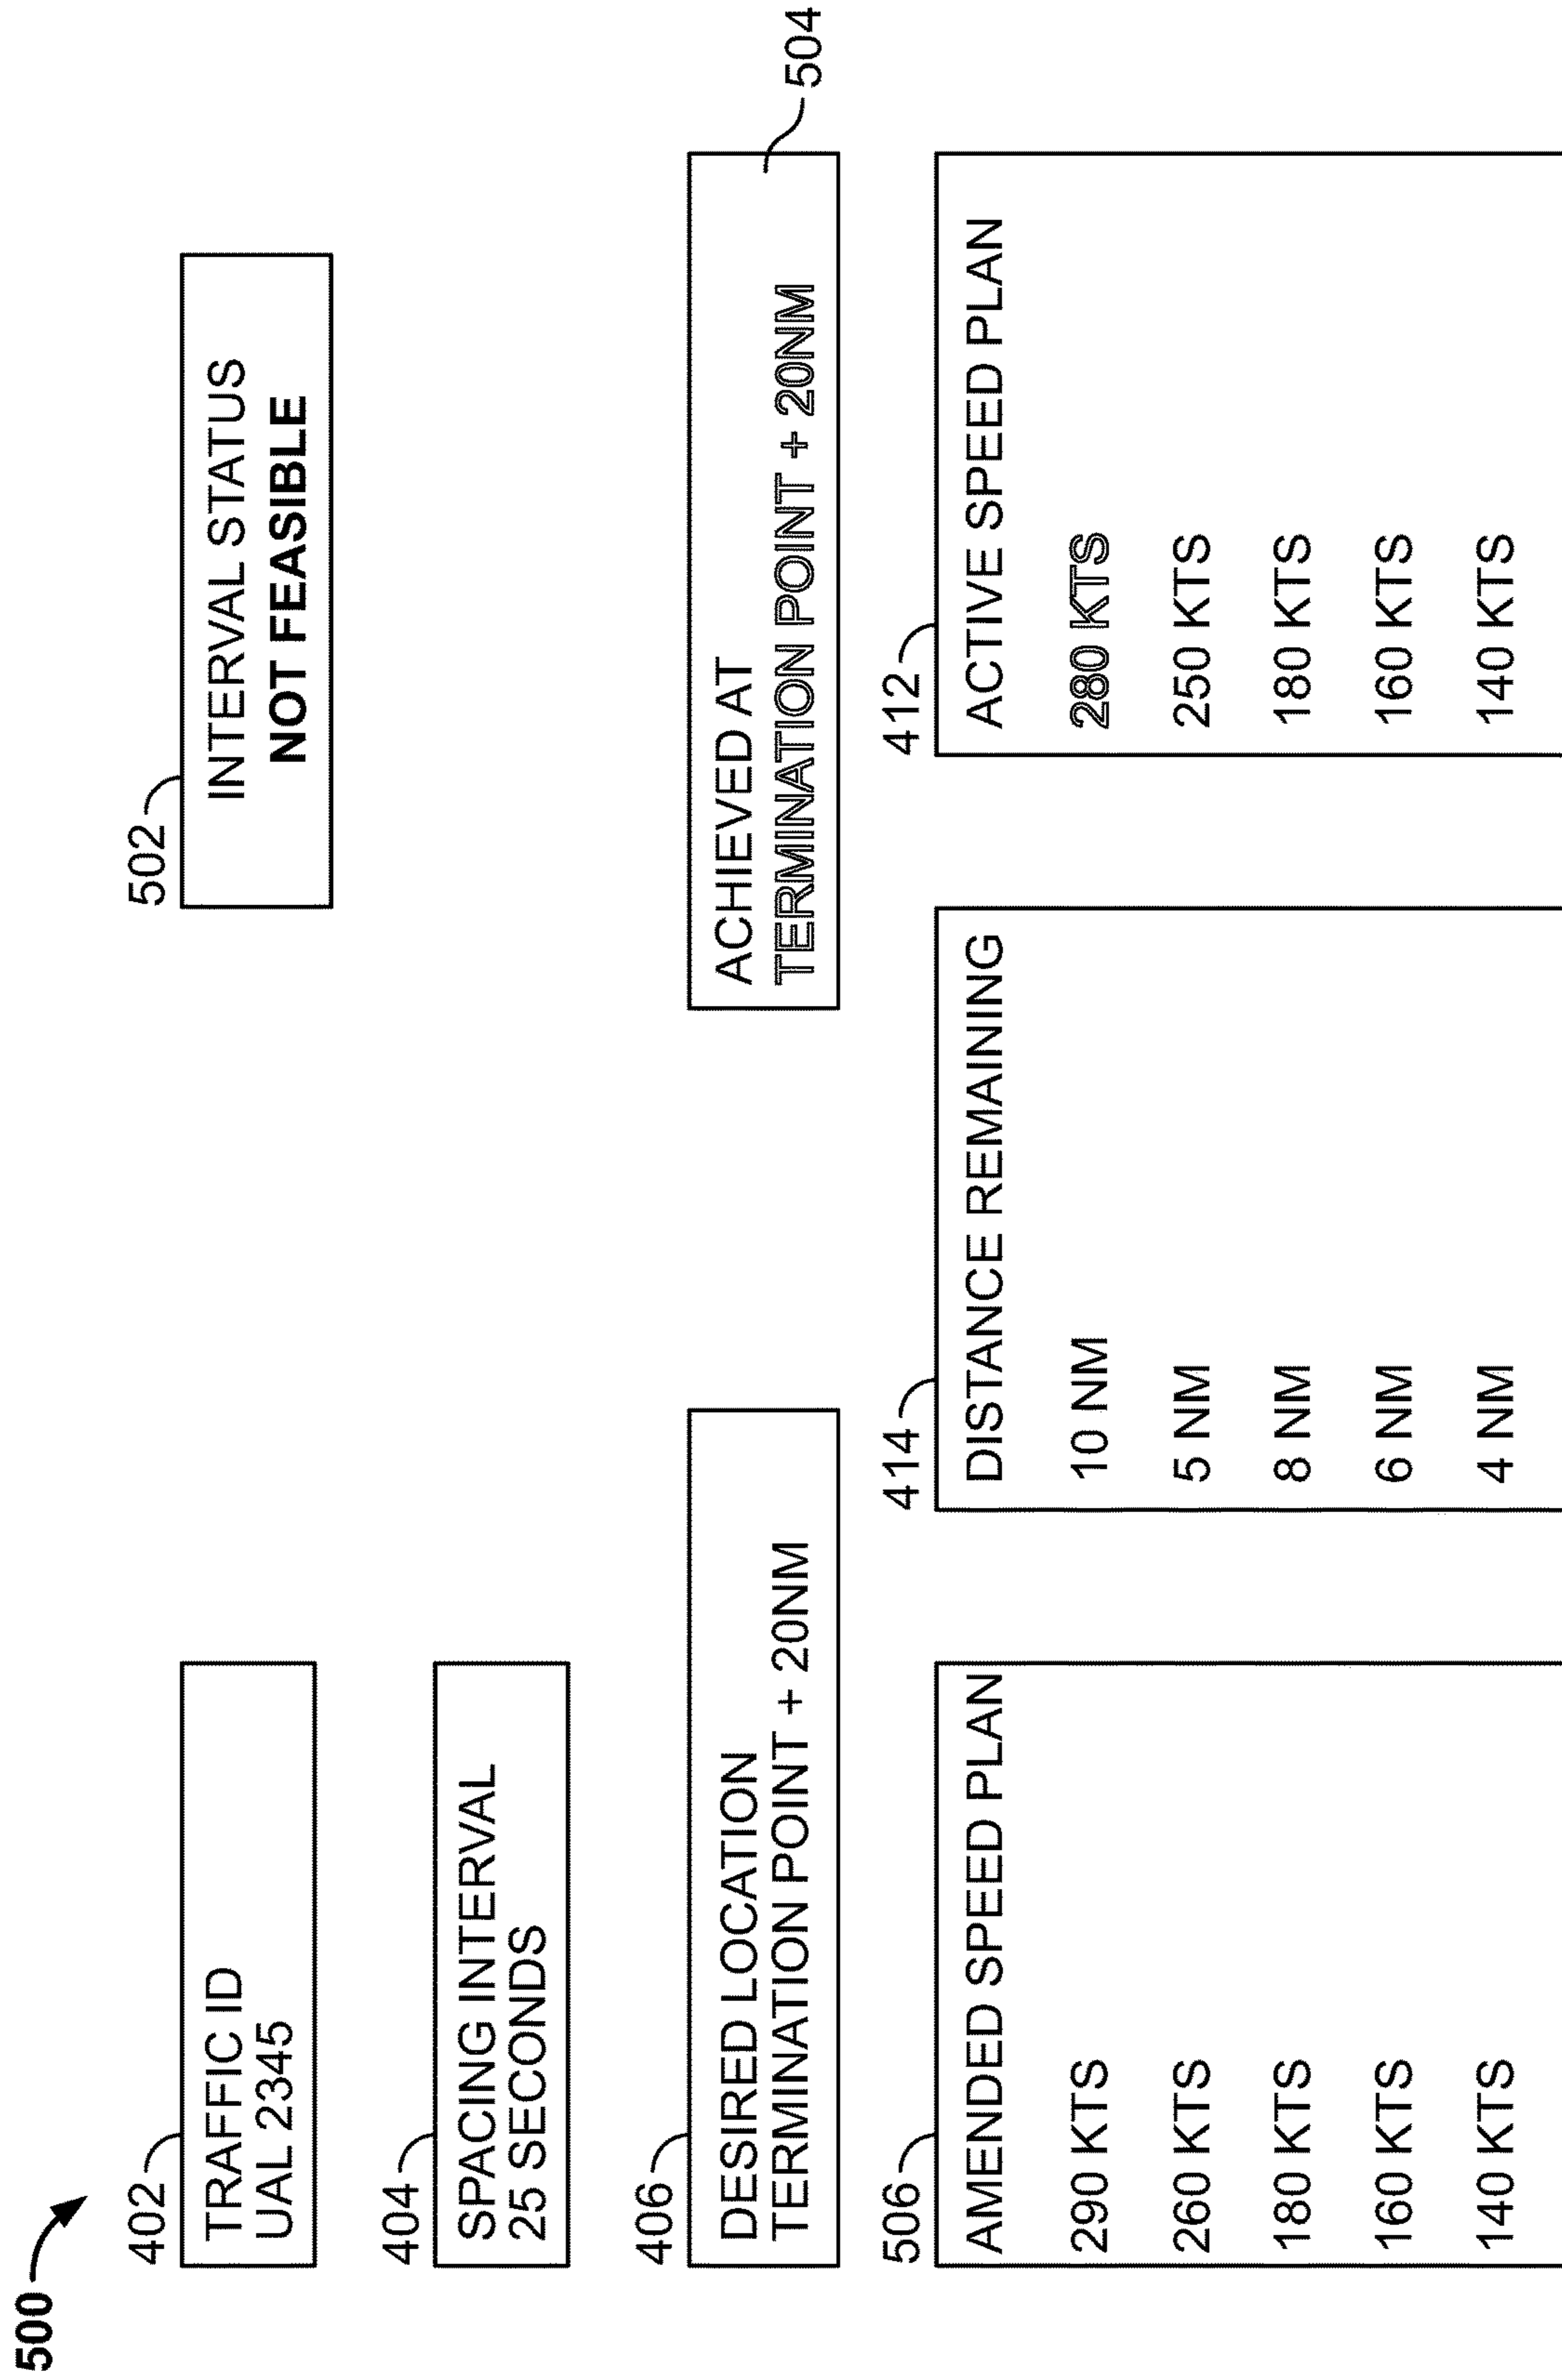 500
402
TRAFFIC ID
UAL 2345
502
INTERVAL STATUS
NOT FEASIBLE
404
SPACING INTERVAL
25 SECONDS
406
DESIRED LOCATION
TERMINATION POINT + 20NM
ACHIEVED AT
TERMINATION POINT + 20NM
504
506
AMENDED SPEED PLAN
290 KTS
260 KTS
180 KTS
160 KTS
140 KTS
414
DISTANCE REMAINING
10 NM
5 NM
8 NM
6 NM
4 NM
412
ACTIVE SPEED PLAN
280 KTS
250 KTS
180 KTS
160 KTS
140 KTS